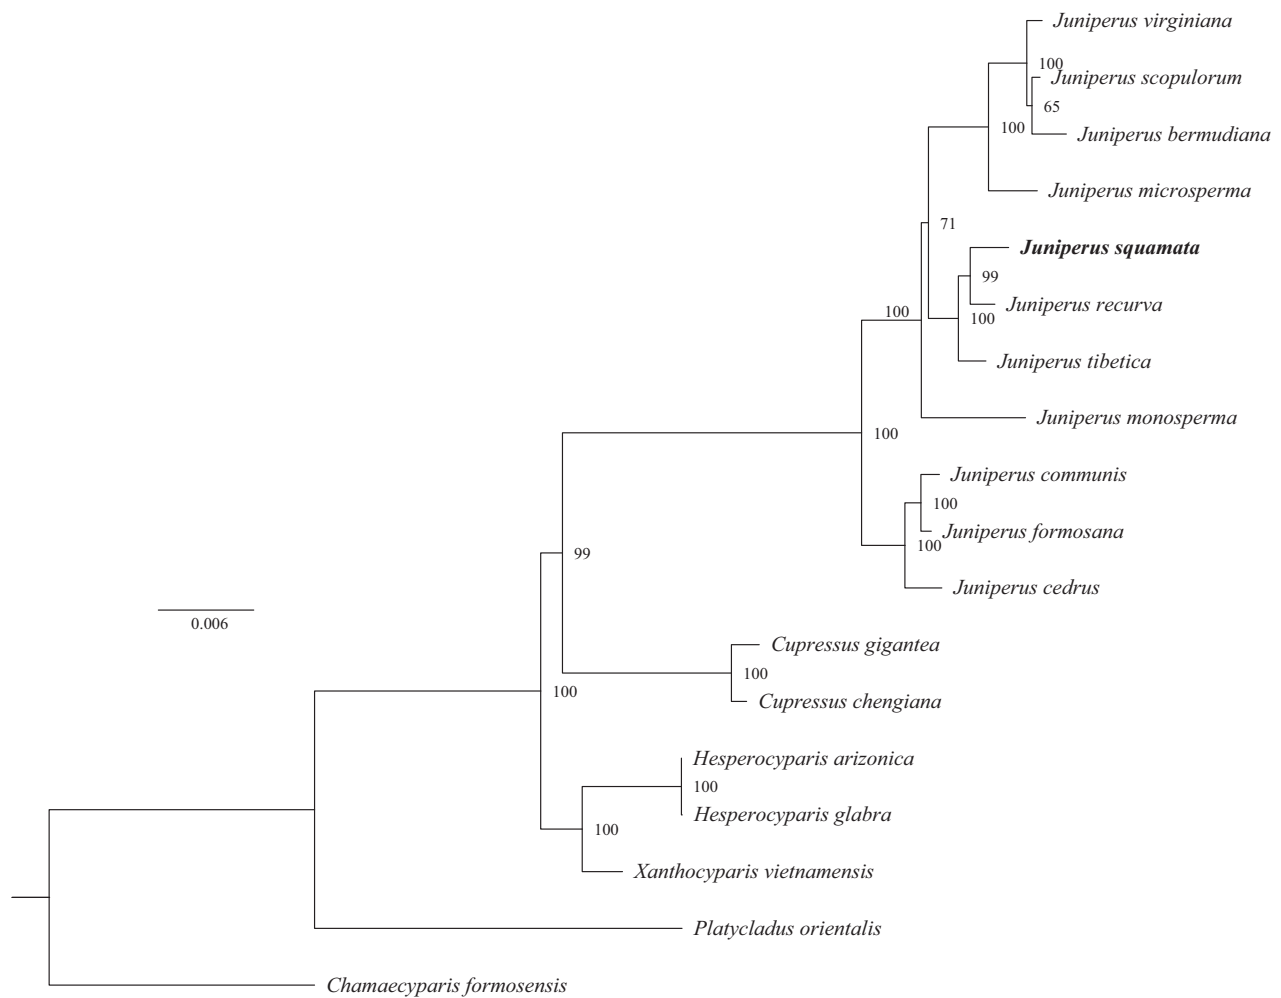 Juniperus virginiana
100
Juniperus scopulorum
65
100
Juniperus bermudiana
Juniperus microsperma
71
Juniperus squamata
99
Juniperus recurva
100
100
Juniperus tibetica
Juniperus monosperma
100
Juniperus communis
100
Juniperus formosana
100
99
Juniperus cedrus
0.006
Cupressus gigantea
100
100
Cupressus chengiana
Hesperocyparis arizonica
100
Hesperocyparis glabra
100
Xanthocyparis vietnamensis
Platycladus orientalis
Chamaecyparis formosensis